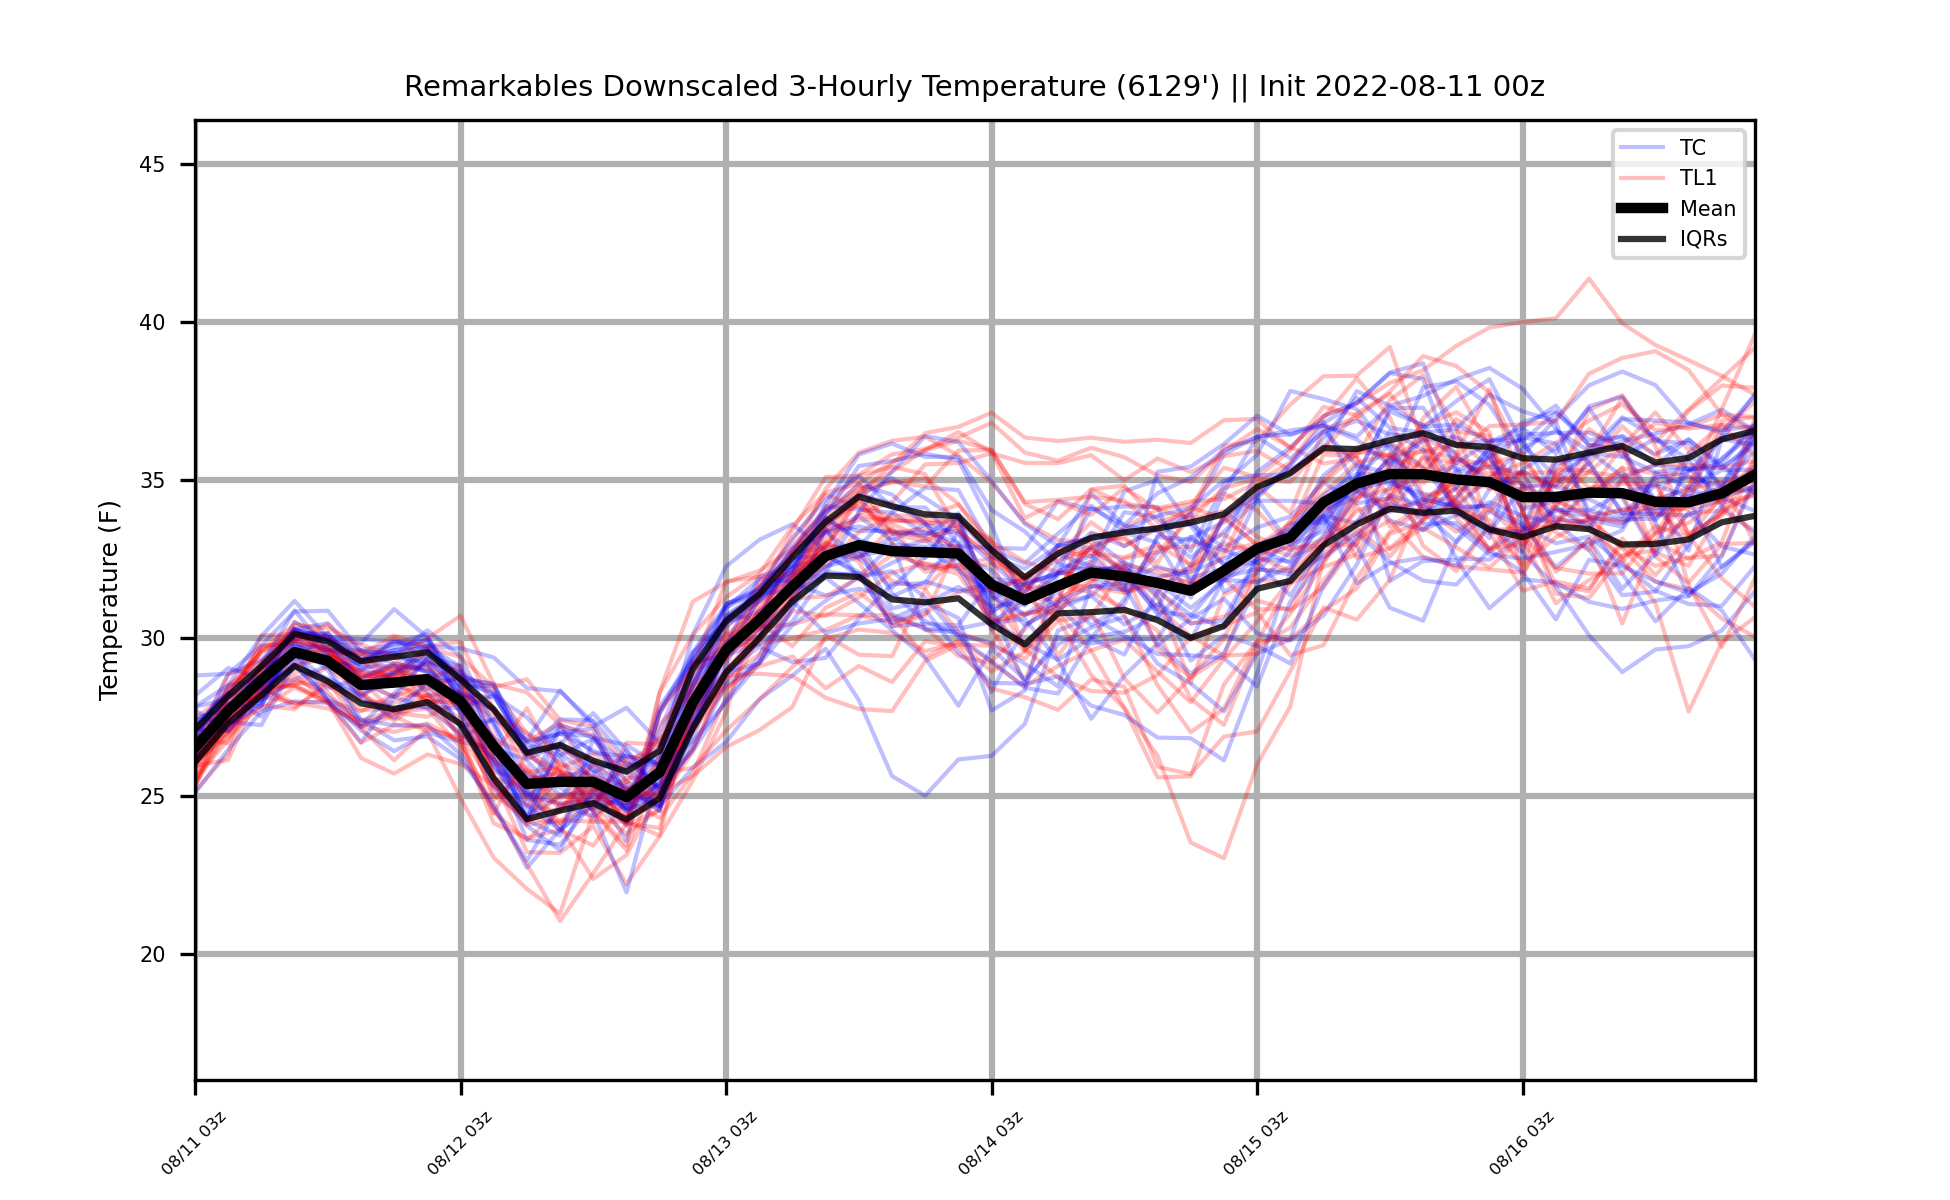 Remarkables Downscaled 3-Hourly Temperature (6129') || Init 2022-08-11 00z
TC
TL1
Mean
IQRs
Temperature (F)
45
40
35
30
25
20
08/11 03z
08/12 03z
08/13 03z
08/14 03z
08/15 03z
08/16 03z